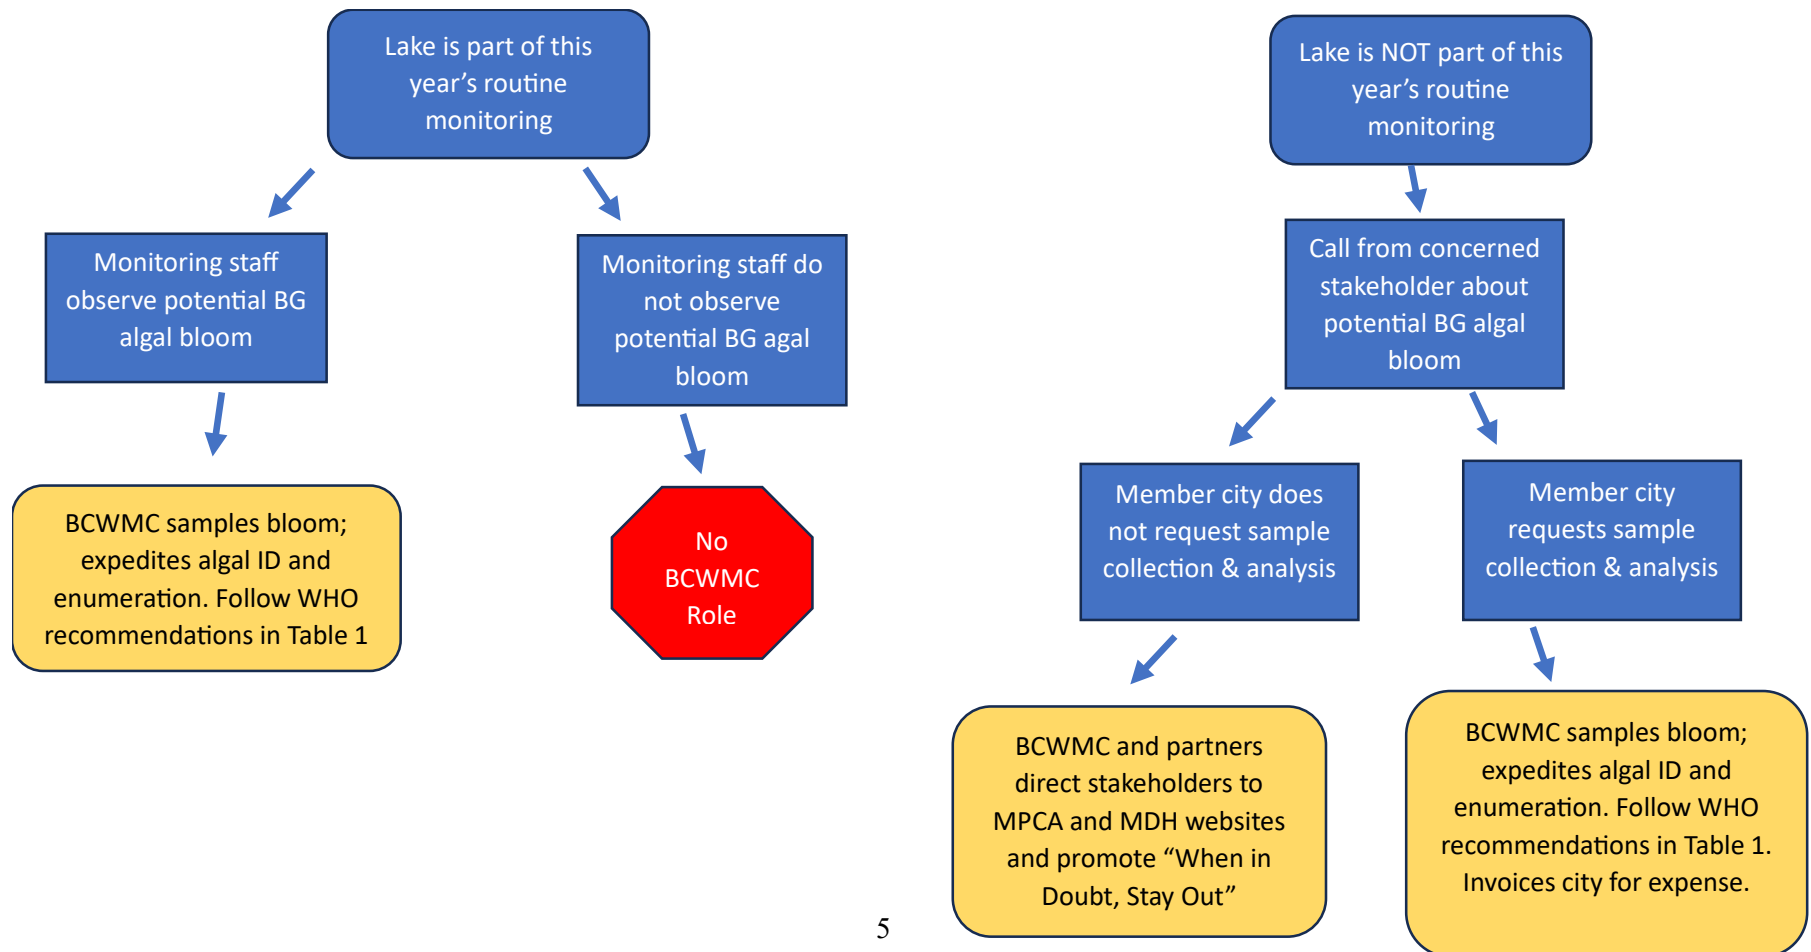 Lake is part of this
year’s routine
monitoring
Monitoring staff
observe potential BG
algal bloom
Monitoring staff do
not observe
potential BG agal
bloom
BCWMC samples bloom;
expedites algal ID and
enumeration. Follow WHO
recommendations in Table 1
No
BCWMC
Role
Lake is NOT part of this
year’s routine
monitoring
Call from concerned
stakeholder about
potential BG algal
bloom
Member city does
not request sample
collection & analysis
Member city
requests sample
collection & analysis
BCWMC and partners
direct stakeholders to
MPCA and MDH websites
and promote “When in
Doubt, Stay Out”
BCWMC samples bloom;
expedites algal ID and
enumeration. Follow WHO
recommendations in Table 1.
Invoices city for expense.
5